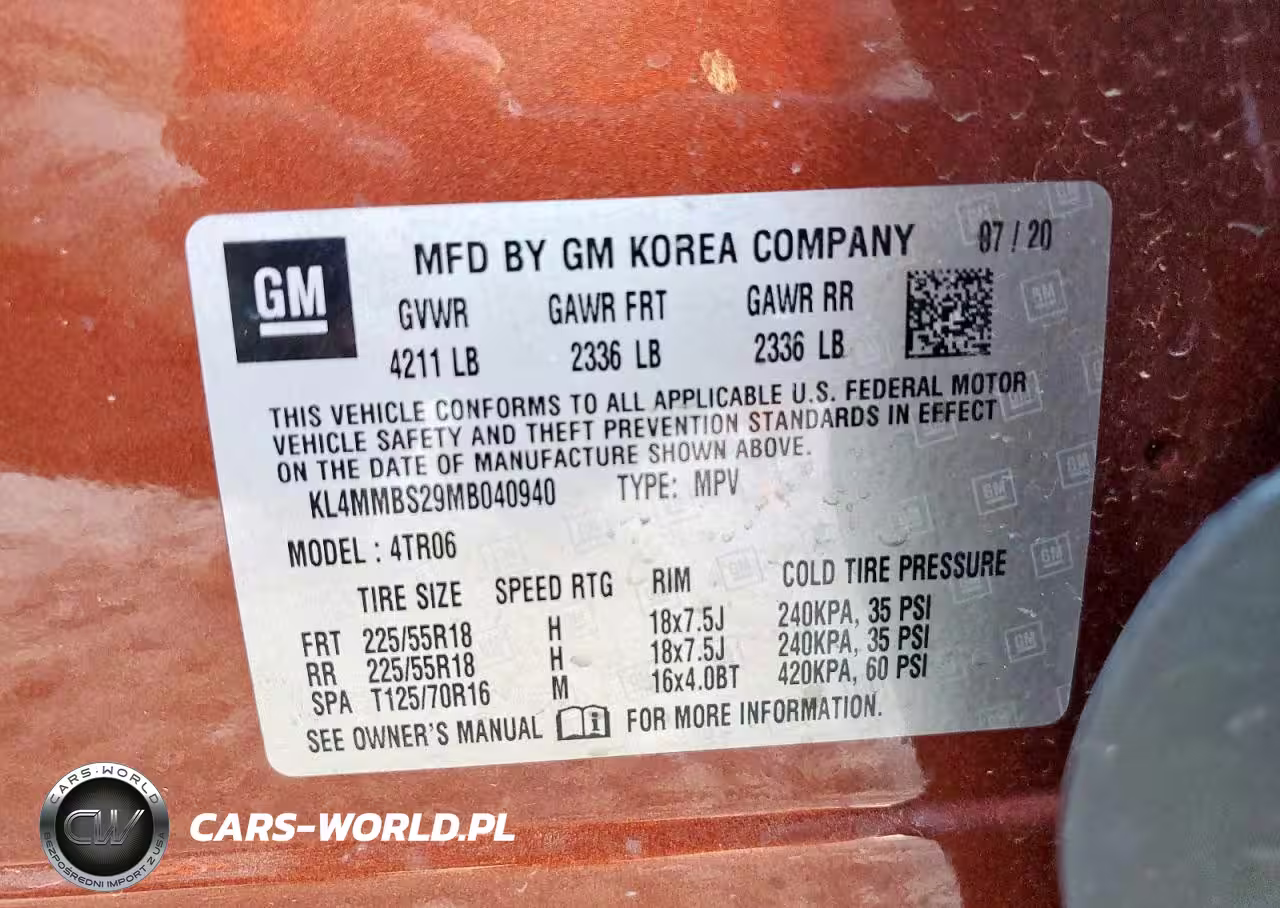 GM
MFD BY GM KOREA COMPANY 07 / 20
GVWR GAWR FRT GAWR RR
4211 LB 2336 LB 2336 LB
THIS VEHICLE CONFORMS TO ALL APPLICABLE U.S. FEDERAL MOTOR
VEHICLE SAFETY AND THEFT PREVENTION STANDARDS IN EFFECT
ON THE DATE OF MANUFACTURE SHOWN ABOVE.
KL4MMBS29MB040940 TYPE: MPV
MODEL : 4TR06
TIRE SIZE SPEED RTG RIM COLD TIRE PRESSURE
FRT 225/55R18 H 18x7.5J 240KPA, 35 PSI
RR 225/55R18 H 18x7.5J 240KPA, 35 PSI
SPA T125/70R16 M 16x4.0BT 420KPA, 60 PSI
SEE OWNER'S MANUAL FOR MORE INFORMATION.
CARS-WORLD
CW
BEZPOŚREDNI IMPORT Z USA
CARS-WORLD.PL